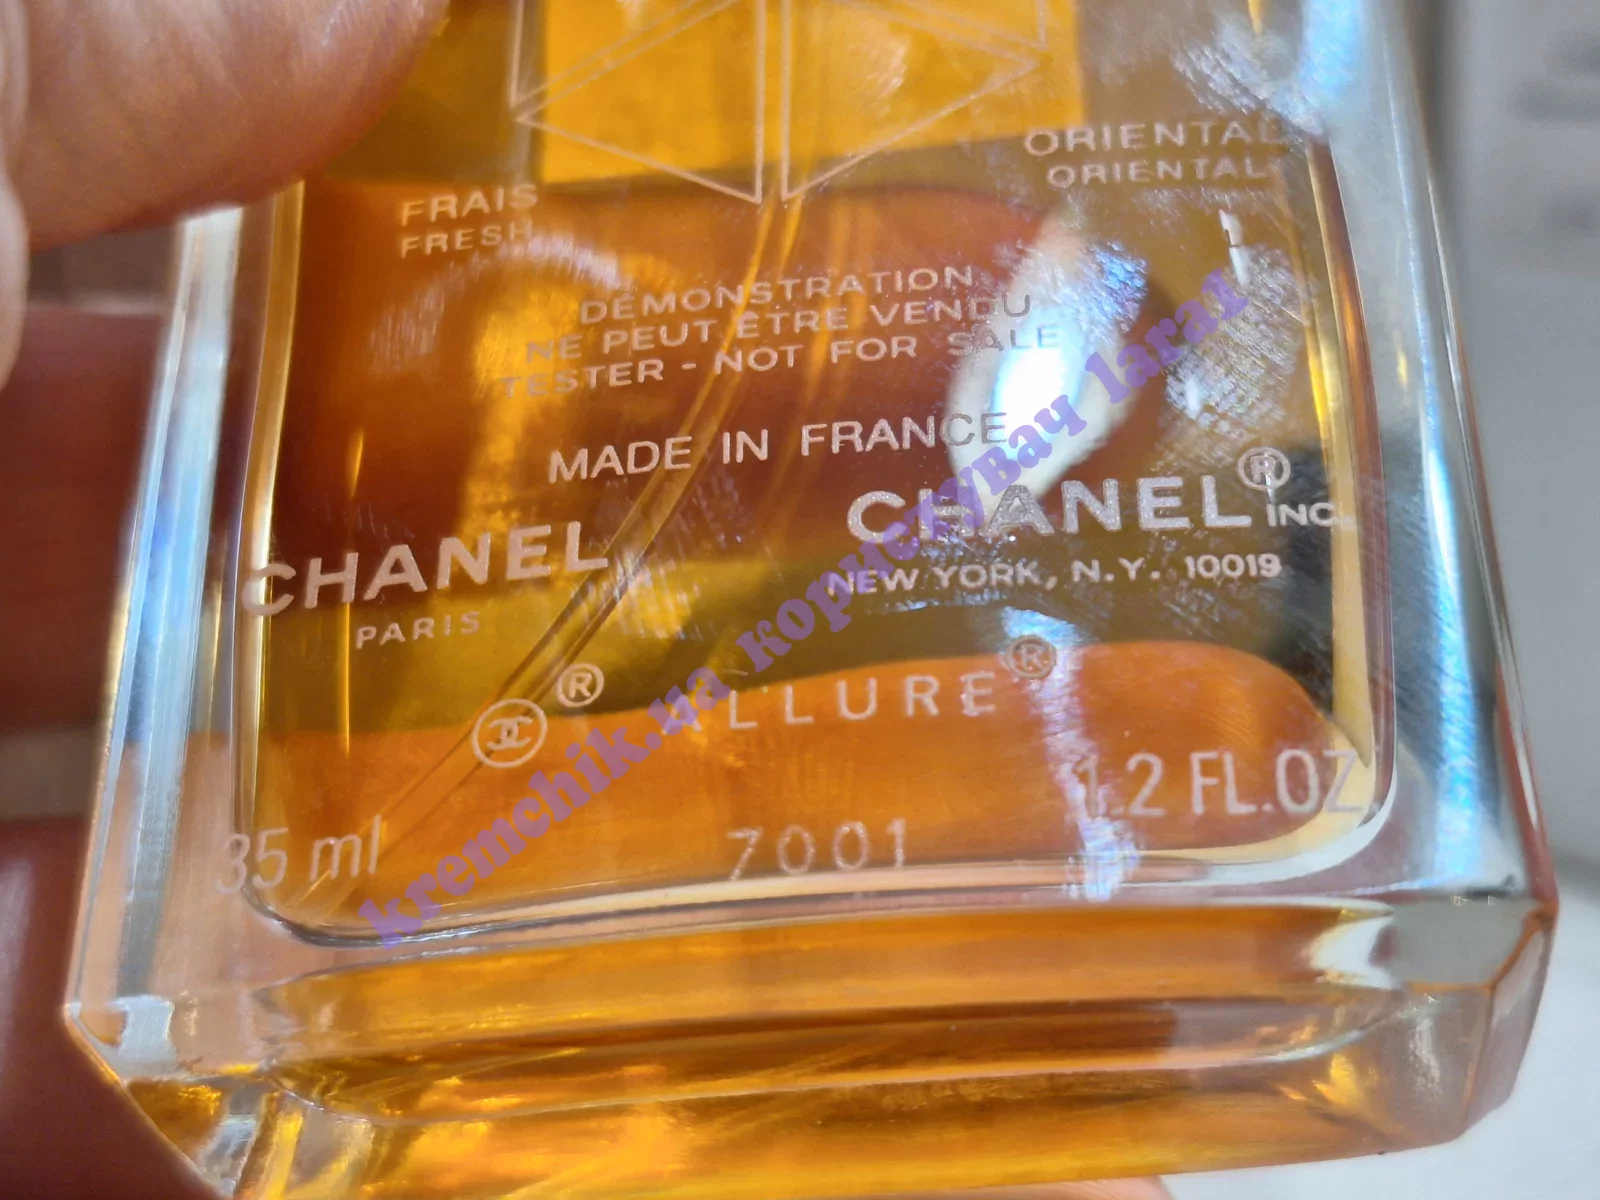 ORIENTAL
ORIENTAL
FRAIS
FRESH
DÉMONSTRATION
NE PEUT ÊTRE VENDU
TESTER - NOT FOR SALE
MADE IN FRANCE
CHANEL
PARIS
CHANEL® INC.
NEW YORK, N.Y. 10019
® ALLURE®
35 ml
7001
1.2 FL.OZ.
kremchik.ua користувач lara1